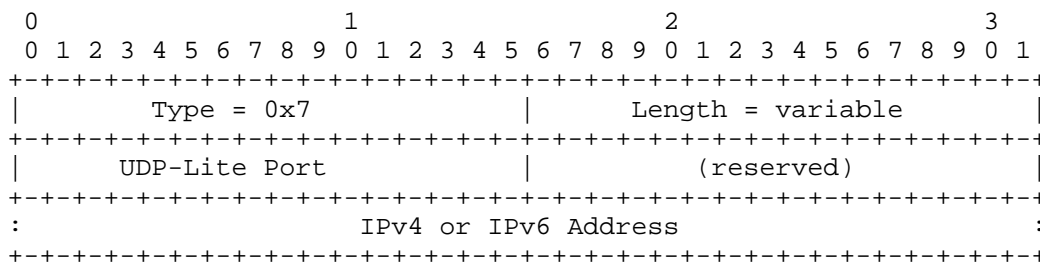 0                   1                   2                   3
 0 1 2 3 4 5 6 7 8 9 0 1 2 3 4 5 6 7 8 9 0 1 2 3 4 5 6 7 8 9 0 1
+-+-+-+-+-+-+-+-+-+-+-+-+-+-+-+-+-+-+-+-+-+-+-+-+-+-+-+-+-+-+-+-+
|        Type = 0x7             |      Length = variable        |
+-+-+-+-+-+-+-+-+-+-+-+-+-+-+-+-+-+-+-+-+-+-+-+-+-+-+-+-+-+-+-+-+
|      UDP-Lite Port            |          (reserved)           |
+-+-+-+-+-+-+-+-+-+-+-+-+-+-+-+-+-+-+-+-+-+-+-+-+-+-+-+-+-+-+-+-+
:                     IPv4 or IPv6 Address                      :
+-+-+-+-+-+-+-+-+-+-+-+-+-+-+-+-+-+-+-+-+-+-+-+-+-+-+-+-+-+-+-+-+